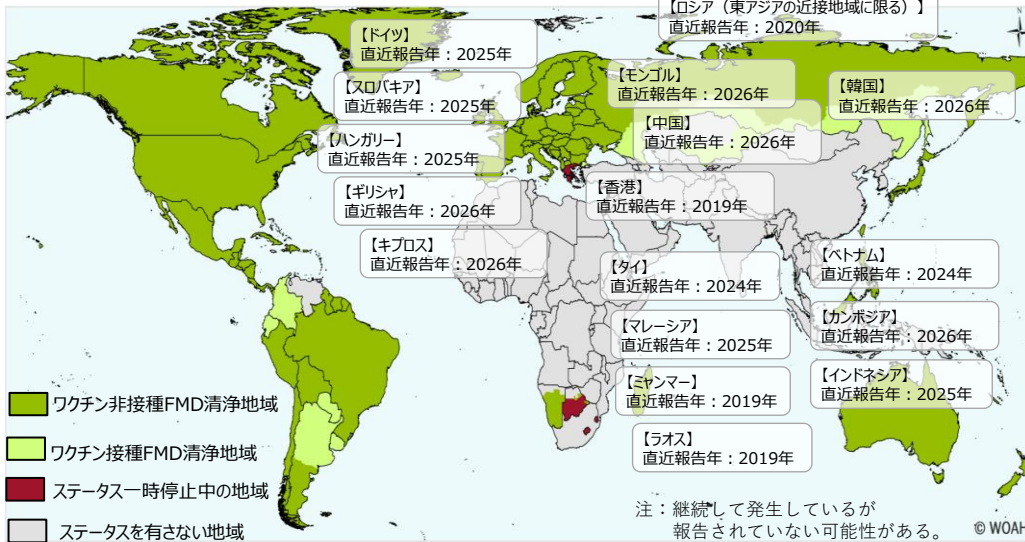 【ロシア（東アジアの近接地域に限る）】
直近報告年：2020年
【ドイツ】
直近報告年：2025年
【スロバキア】
直近報告年：2025年
【モンゴル】
直近報告年：2026年
【韓国】
直近報告年：2026年
【中国】
直近報告年：2026年
【ハンガリー】
直近報告年：2025年
【ギリシャ】
直近報告年：2026年
【香港】
直近報告年：2019年
【キプロス】
直近報告年：2026年
【タイ】
直近報告年：2024年
【ベトナム】
直近報告年：2024年
【マレーシア】
直近報告年：2025年
【カンボジア】
直近報告年：2026年
【ミャンマー】
直近報告年：2019年
【インドネシア】
直近報告年：2025年
【ラオス】
直近報告年：2019年
ワクチン非接種FMD清浄地域
ワクチン接種FMD清浄地域
ステータス一時停止中の地域
ステータスを有さない地域
注：継続して発生しているが
報告されていない可能性がある。
© WOAH